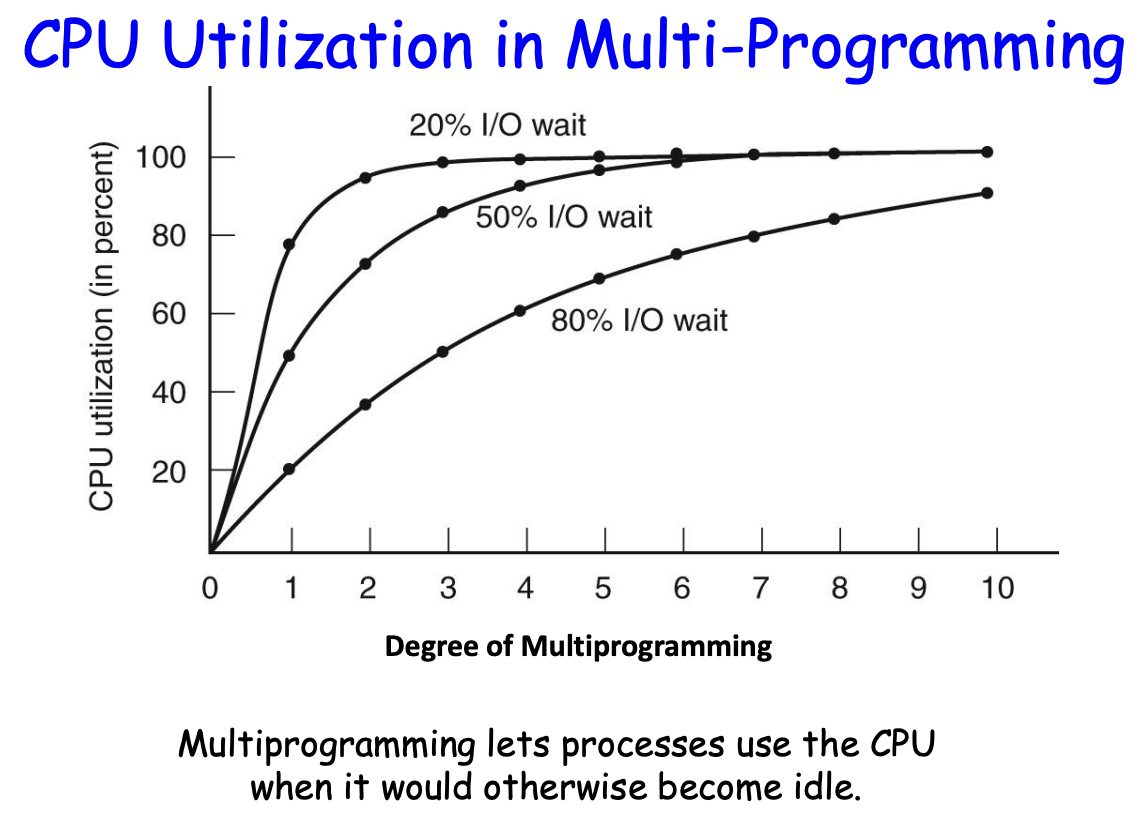 CPU Utilization in Multi-Programming
20% I/O wait
100
50% I/O wait
80
60
80% I/O wait
40
20
CPU utilization (in percent)
0 1 2 3 4 5 6 7 8 9 10
Degree of Multiprogramming
Multiprogramming lets processes use the CPU
when it would otherwise become idle.